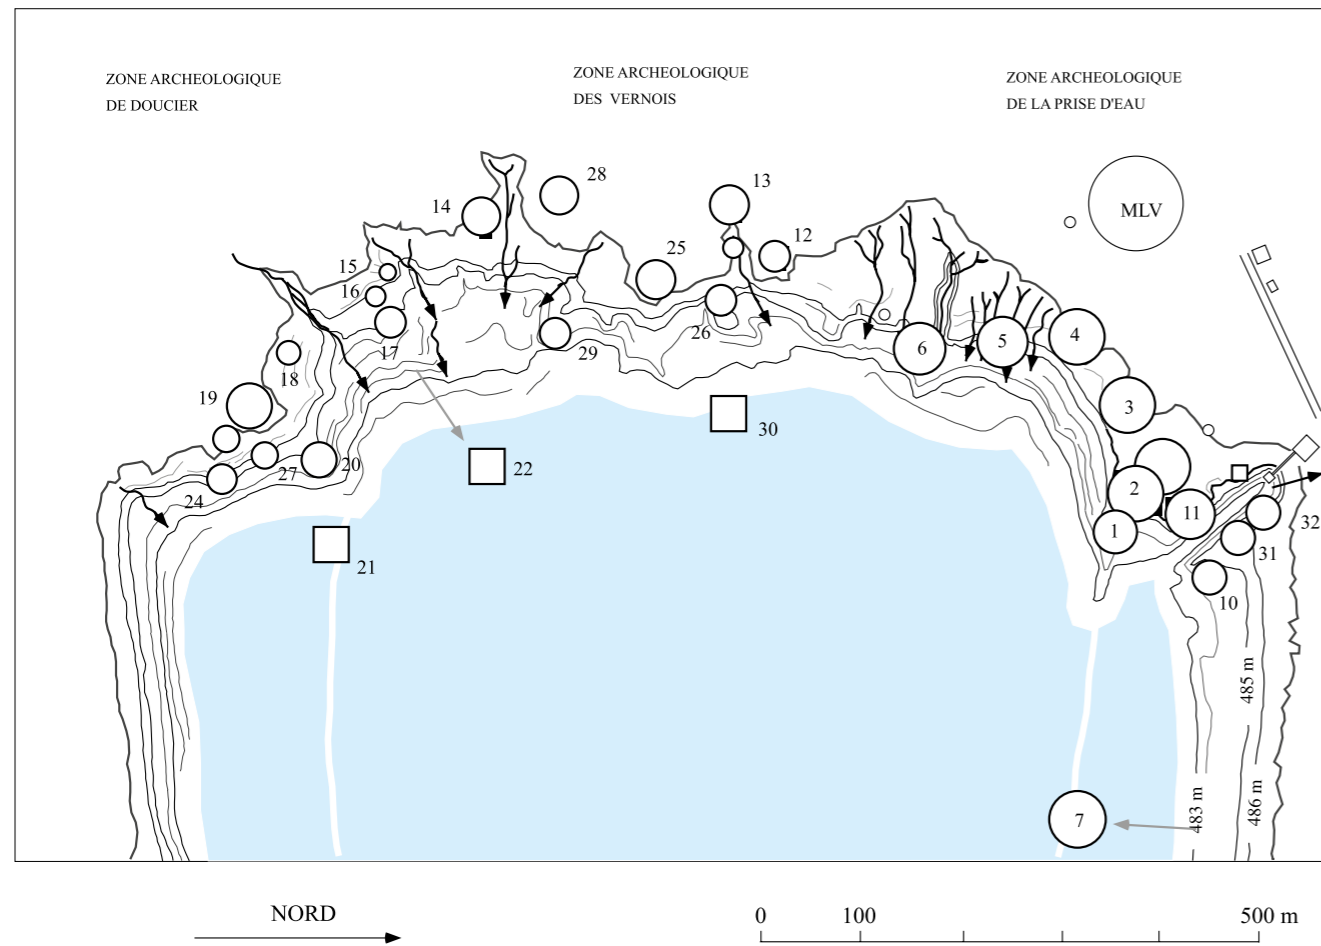 ZONE ARCHEOLOGIQUE
DE DOUCIER
ZONE ARCHEOLOGIQUE
DES VERNOIS
ZONE ARCHEOLOGIQUE
DE LA PRISE D'EAU
28
13
14
MLV
12
25
15
16
26
4
17
6
5
29
18
19
3
30
20
27
22
2
24
11
1
32
31
21
10
485 m
483 m
486 m
7
NORD
0
100
500 m